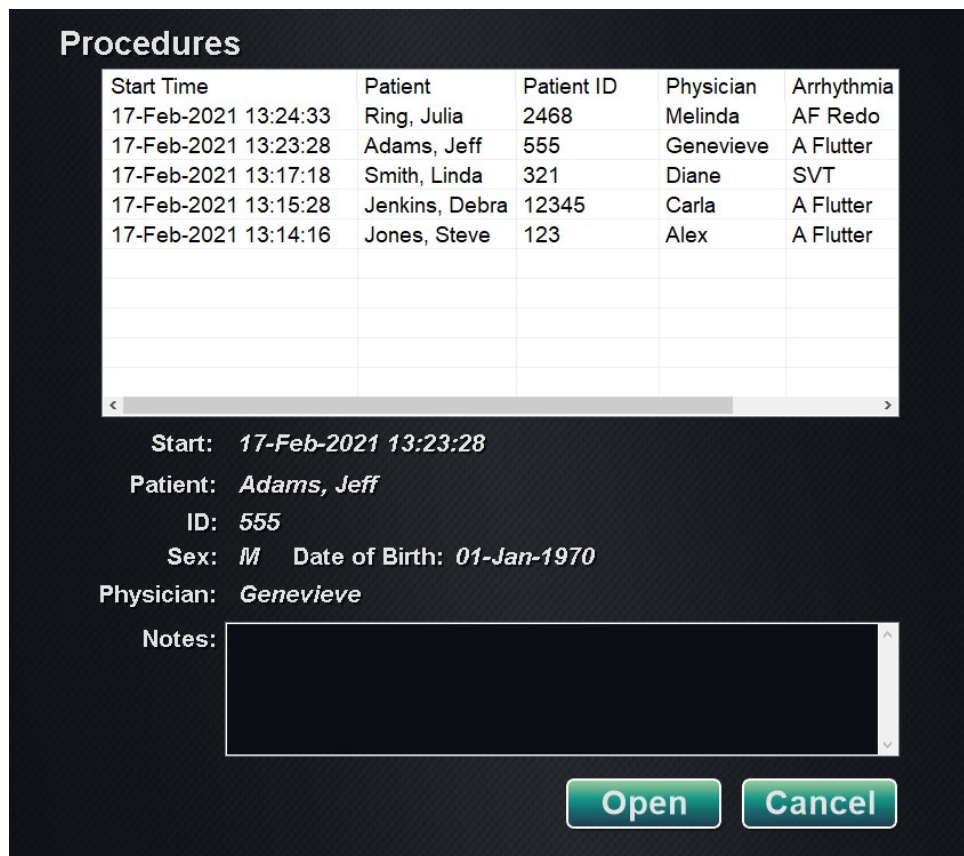 Procedures
Start Time Patient Patient ID Physician Arrhythmia
17-Feb-2021 13:24:33 Ring, Julia 2468 Melinda AF Redo
17-Feb-2021 13:23:28 Adams, Jeff 555 Genevieve A Flutter
17-Feb-2021 13:17:18 Smith, Linda 321 Diane SVT
17-Feb-2021 13:15:28 Jenkins, Debra 12345 Carla A Flutter
17-Feb-2021 13:14:16 Jones, Steve 123 Alex A Flutter
Start: 17-Feb-2021 13:23:28
Patient: Adams, Jeff
ID: 555
Sex: M Date of Birth: 01-Jan-1970
Physician: Genevieve
Notes:
Open Cancel